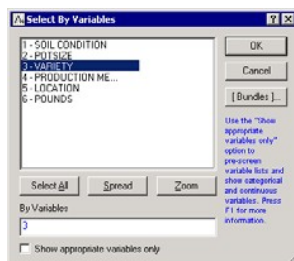 Select By Variables
1 - SOIL CONDITION
2 - POTSIZE
3 - VARIETY
4 - PRODUCTION ME...
5 - LOCATION
6 - POUNDS
OK
Cancel
[Bundles]...
Use the "Show
appropriate
variables only"
option to
pre-screen
variable lists and
show categorical
and continuous
variables. Press
F1 for more
information.
Select All
Spread
Zoom
By Variables
3
Show appropriate variables only